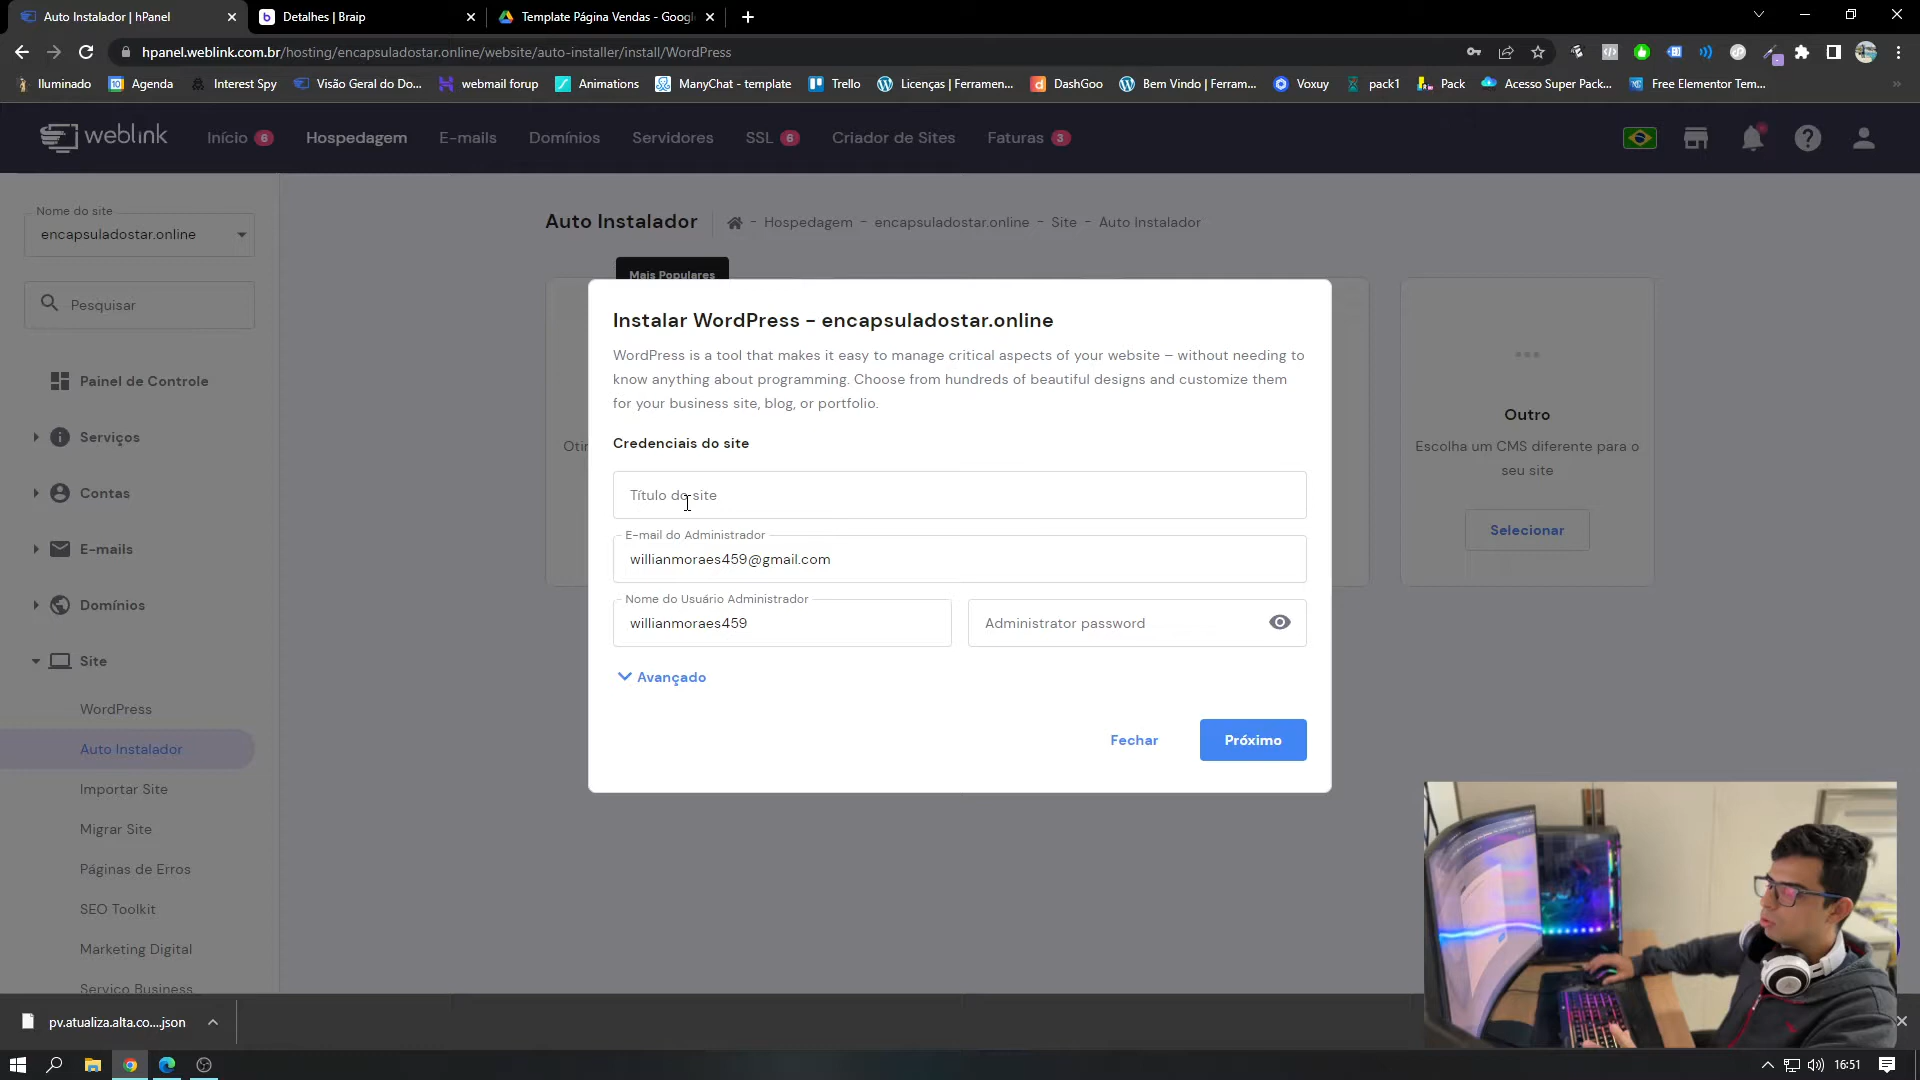 Auto Instalador | hPanel
Detalhes | Braip
Template Página Vendas - Googl
hpanel.weblink.com.br/hosting/encapsuladostar.online/website/auto-installer/install/WordPress
Iluminado
Agenda
Interest Spy
Visão Geral do Do...
webmail forup
Animations
ManyChat - template
Trello
Licenças | Ferramen...
DashGoo
Bem Vindo | Ferram...
Voxuy
pack1
Pack
Acesso Super Pack...
Free Elementor Tem...
weblink
Início 6
Hospedagem
E-mails
Domínios
Servidores
SSL 6
Criador de Sites
Faturas 3
Nome do site
encapsuladostar.online
Pesquisar
Painel de Controle
Serviços
Contas
E-mails
Domínios
Site
WordPress
Auto Instalador
Importar Site
Migrar Site
Páginas de Erros
SEO Toolkit
Marketing Digital
Serviço Business
Auto Instalador
- Hospedagem - encapsuladostar.online - Site - Auto Instalador
Mais Populares
Otir
Instalar WordPress - encapsuladostar.online
WordPress is a tool that makes it easy to manage critical aspects of your website – without needing to
know anything about programming. Choose from hundreds of beautiful designs and customize them
for your business site, blog, or portfolio.
Credenciais do site
Título do site
E-mail do Administrador
willianmoraes459@gmail.com
Nome do Usuário Administrador
willianmoraes459
Administrator password
Avançado
Fechar
Próximo
Outro
Escolha um CMS diferente para o
seu site
Selecionar
pv.atualiza.alta.co....json
16:51